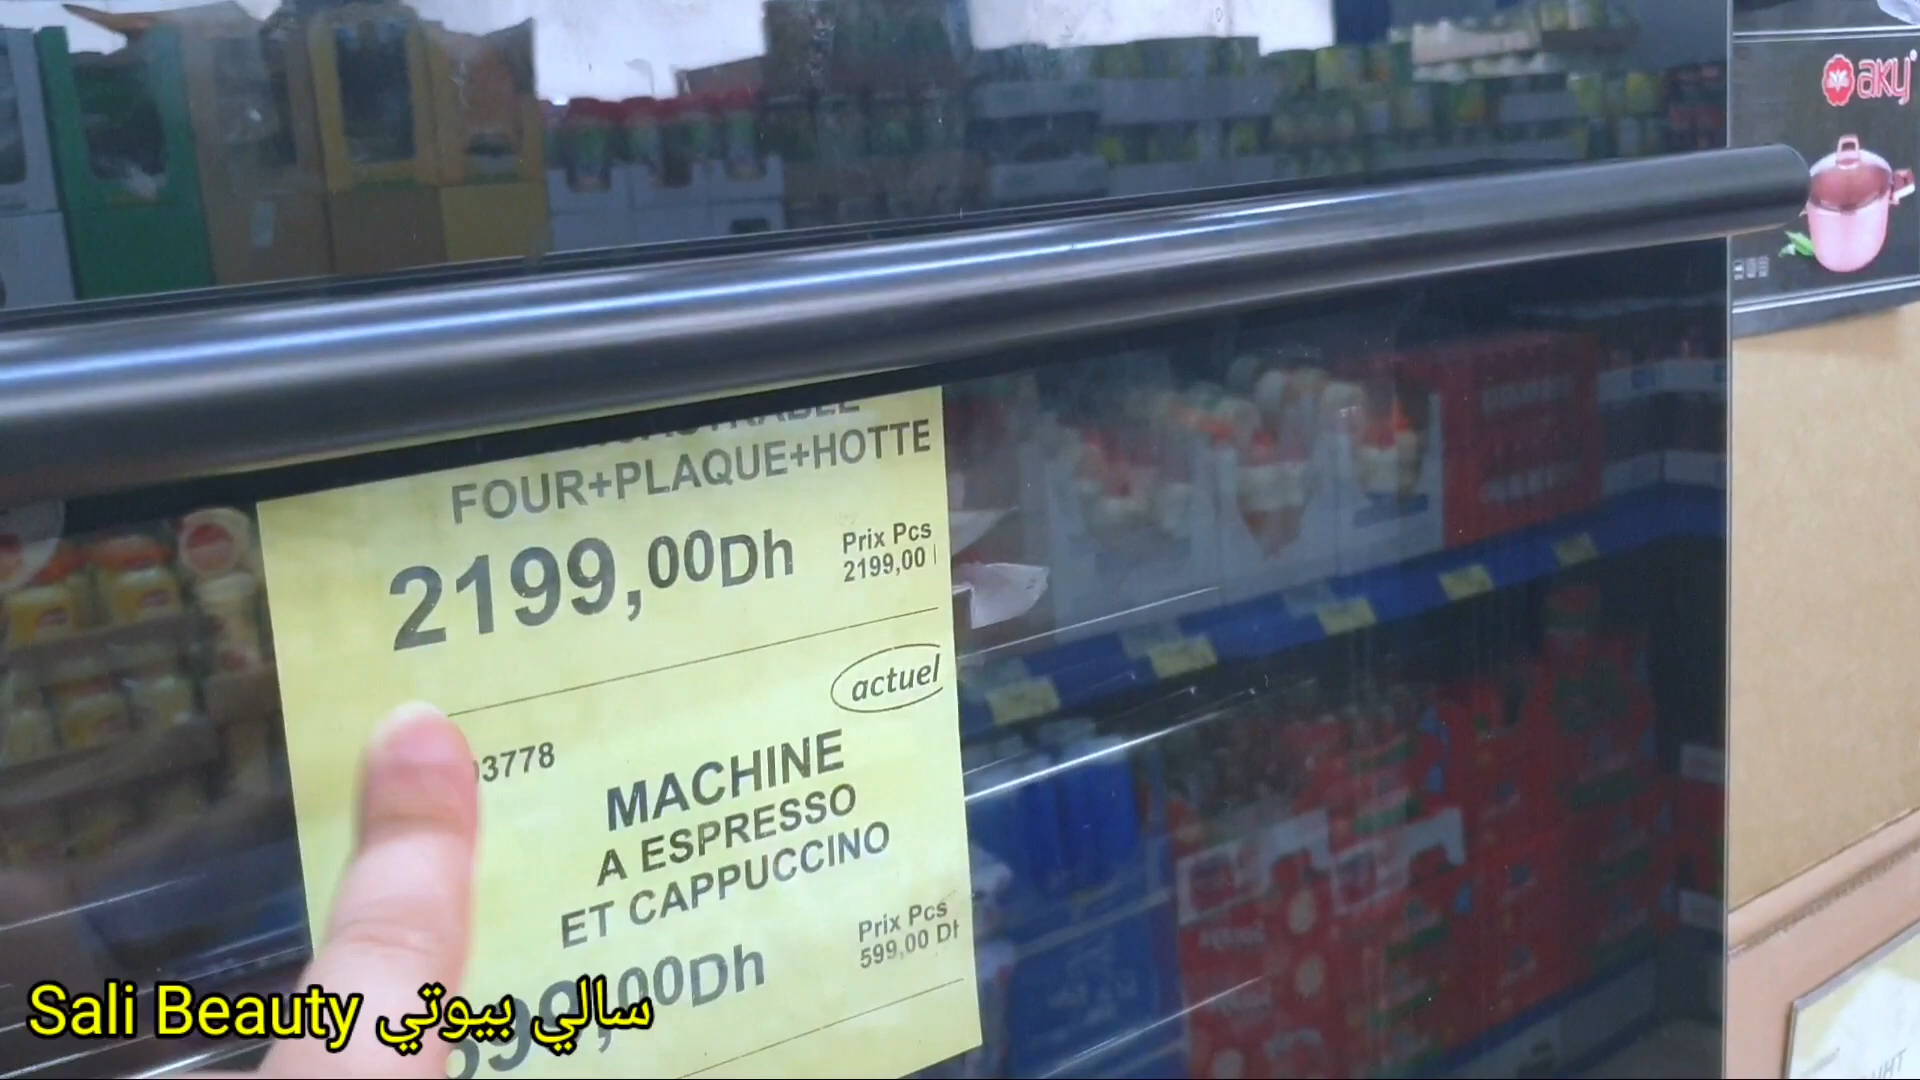 aky
FOUR+PLAQUE+HOTTE
2199,00Dh
Prix Pcs
2199,00
actuel
3778
MACHINE
A ESPRESSO
ET CAPPUCCINO
Prix Pcs
599,00 Dh
599,00Dh
Sali Beauty سالي بيوتي